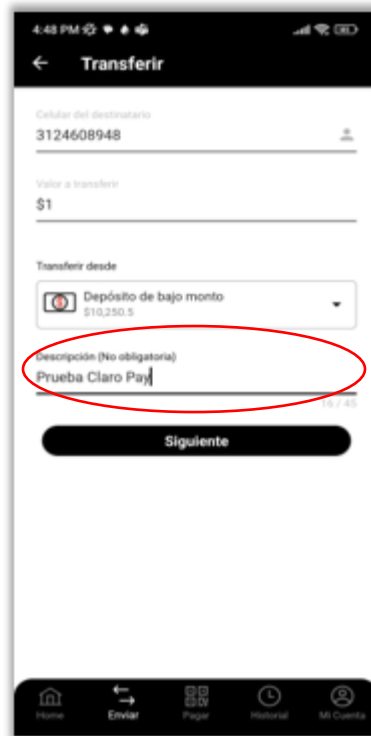 4:48 PM
Transferir
Celular del destinatario
3124608948
Valor a transferir
$1
Transferir desde
Depósito de bajo monto
$10,250.5
Descripción (No obligatoria)
Prueba Claro Pay
16 / 45
Siguiente
Home Enviar Pagar Historial Mi Cuenta